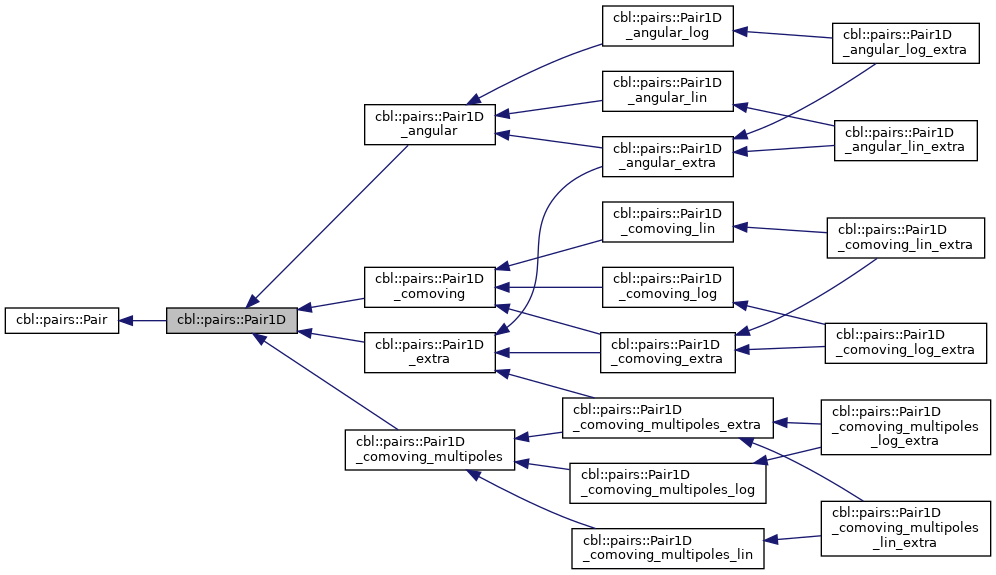 cbl::pairs::Pair
cbl::pairs::Pair1D
cbl::pairs::Pair1D
_angular
cbl::pairs::Pair1D
_comoving
cbl::pairs::Pair1D
_extra
cbl::pairs::Pair1D
_comoving_multipoles
cbl::pairs::Pair1D
_angular_log
cbl::pairs::Pair1D
_angular_lin
cbl::pairs::Pair1D
_angular_extra
cbl::pairs::Pair1D
_comoving_lin
cbl::pairs::Pair1D
_comoving_log
cbl::pairs::Pair1D
_comoving_extra
cbl::pairs::Pair1D
_comoving_multipoles_extra
cbl::pairs::Pair1D
_comoving_multipoles_log
cbl::pairs::Pair1D
_comoving_multipoles_lin
cbl::pairs::Pair1D
_angular_log_extra
cbl::pairs::Pair1D
_angular_lin_extra
cbl::pairs::Pair1D
_comoving_lin_extra
cbl::pairs::Pair1D
_comoving_log_extra
cbl::pairs::Pair1D
_comoving_multipoles
log_extra
cbl::pairs::Pair1D
_comoving_multipoles
_lin_extra